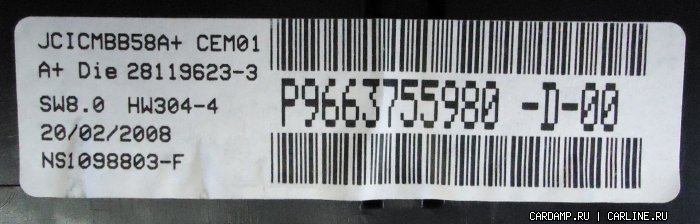 JCICMBB58A+ CEM01
A+ Die 28119623-3
SW8.0 HW304-4
20/02/2008
NS1098803-F
P9663755980 -D-00
CARDAMP.RU | CARLINE.RU